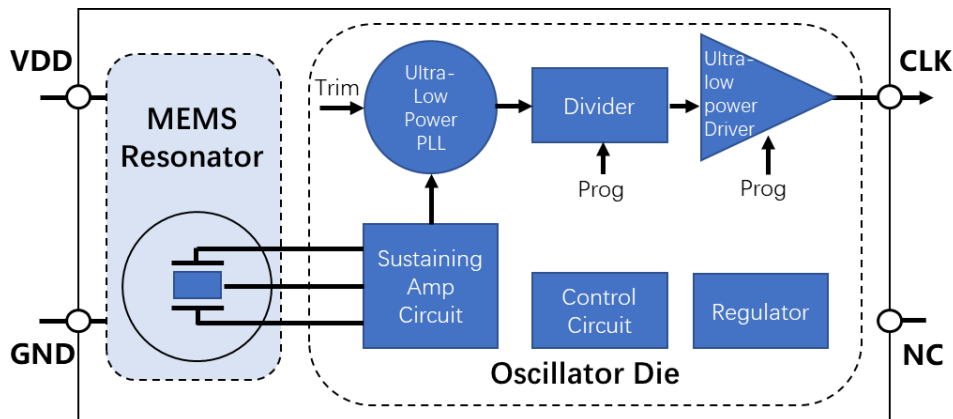 VDD
CLK
MEMS
Resonator
Trim
Ultra-
Low
Power
PLL
Divider
Ultra-
low
power
Driver
Prog
Prog
Sustaining
Amp
Circuit
Control
Circuit
Regulator
GND
NC
Oscillator Die